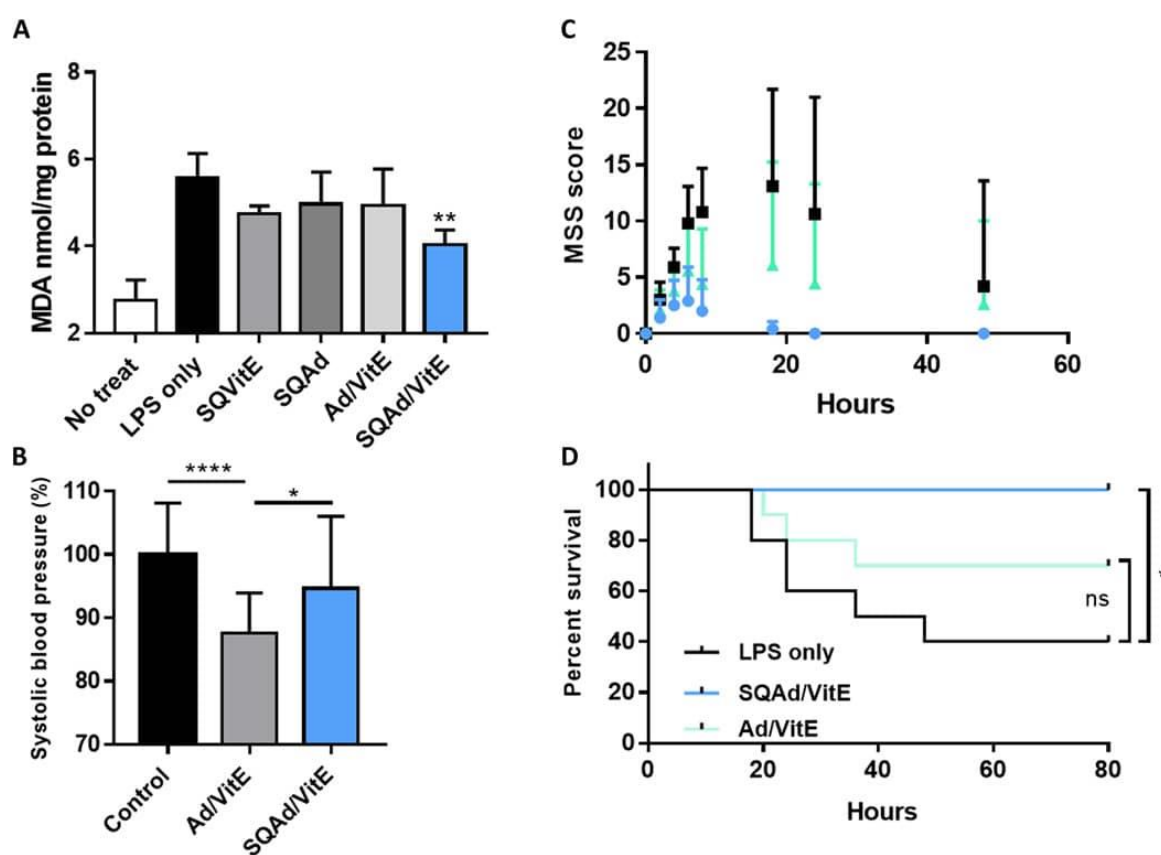 A
MDA nmol/mg protein
8
6
4
2
**
No treat
LPS only
SQVitE
SQAd
Ad/VitE
SQAd/VitE
C
MSS score
25
20
15
10
5
0
0
20
40
60
Hours
B
Systolic blood pressure (%)
110
100
90
80
70
****
*
Control
Ad/VitE
SQAd/VitE
D
Percent survival
100
80
60
40
20
0
ns
LPS only
SQAd/VitE
Ad/VitE
0
20
40
60
80
Hours